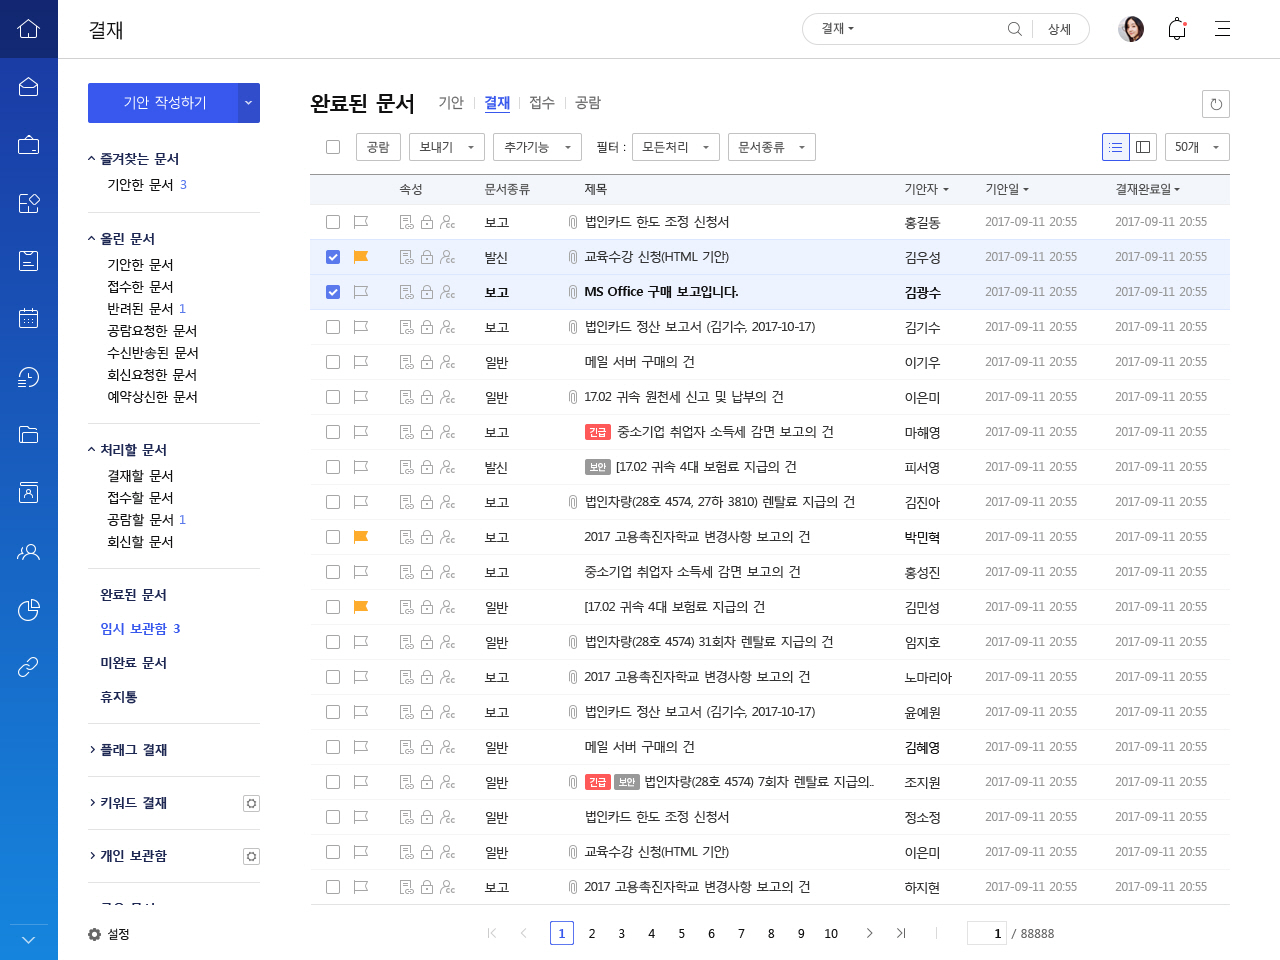 결재
결재
상세
기안 작성하기
즐겨찾는 문서
기안한 문서 3
올린 문서
기안한 문서
접수한 문서
반려된 문서 1
공람요청한 문서
수신반송된 문서
회신요청한 문서
예약상신한 문서
처리할 문서
결재할 문서
접수할 문서
공람할 문서 1
회신할 문서
완료된 문서
임시 보관함 3
미완료 문서
휴지통
플래그 결재
키워드 결재
개인 보관함
설정
완료된 문서 기안 결재 접수 공람
공람 보내기 추가기능 필터 : 모든처리 문서종류 50개
속성 문서종류 제목 기안자 기안일 결재완료일
보고 법인카드 한도 조정 신청서 홍길동 2017-09-11 20:55 2017-09-11 20:55
발신 교육수강 신청(HTML 기안) 김우성 2017-09-11 20:55 2017-09-11 20:55
보고 MS Office 구매 보고입니다. 김광수 2017-09-11 20:55 2017-09-11 20:55
보고 법인카드 정산 보고서 (김기수, 2017-10-17) 김기수 2017-09-11 20:55 2017-09-11 20:55
일반 메일 서버 구매의 건 이기우 2017-09-11 20:55 2017-09-11 20:55
일반 17.02 귀속 원천세 신고 및 납부의 건 이은미 2017-09-11 20:55 2017-09-11 20:55
보고 긴급 중소기업 취업자 소득세 감면 보고의 건 마해영 2017-09-11 20:55 2017-09-11 20:55
발신 보안 [17.02 귀속 4대 보험료 지급의 건 피서영 2017-09-11 20:55 2017-09-11 20:55
보고 법인차량(28호 4574, 27하 3810) 렌탈료 지급의 건 김진아 2017-09-11 20:55 2017-09-11 20:55
보고 2017 고용촉진자학교 변경사항 보고의 건 박민혁 2017-09-11 20:55 2017-09-11 20:55
보고 중소기업 취업자 소득세 감면 보고의 건 홍성진 2017-09-11 20:55 2017-09-11 20:55
일반 [17.02 귀속 4대 보험료 지급의 건 김민성 2017-09-11 20:55 2017-09-11 20:55
일반 법인차량(28호 4574) 31회차 렌탈료 지급의 건 임지호 2017-09-11 20:55 2017-09-11 20:55
보고 2017 고용촉진자학교 변경사항 보고의 건 노마리아 2017-09-11 20:55 2017-09-11 20:55
보고 법인카드 정산 보고서 (김기수, 2017-10-17) 윤예원 2017-09-11 20:55 2017-09-11 20:55
일반 메일 서버 구매의 건 김혜영 2017-09-11 20:55 2017-09-11 20:55
일반 긴급 보안 법인차량(28호 4574) 7회차 렌탈료 지급의.. 조지원 2017-09-11 20:55 2017-09-11 20:55
일반 법인카드 한도 조정 신청서 정소정 2017-09-11 20:55 2017-09-11 20:55
일반 교육수강 신청(HTML 기안) 이은미 2017-09-11 20:55 2017-09-11 20:55
보고 2017 고용촉진자학교 변경사항 보고의 건 하지현 2017-09-11 20:55 2017-09-11 20:55
1 2 3 4 5 6 7 8 9 10 1 / 88888